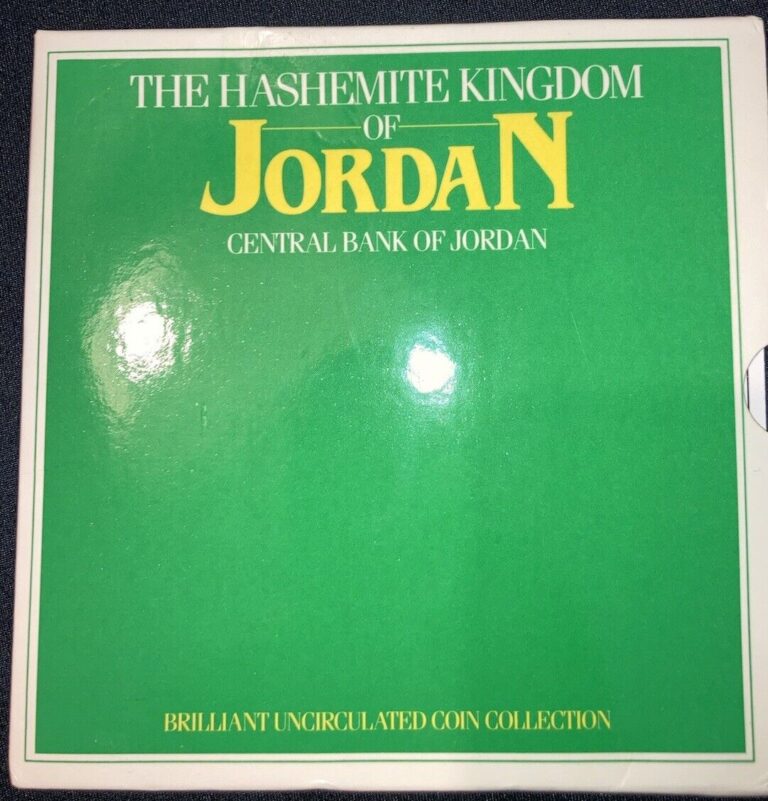 THE HASHEMITE KINGDOM
OF
JORDAN
CENTRAL BANK OF JORDAN
BRILLIANT UNCIRCULATED COIN COLLECTION